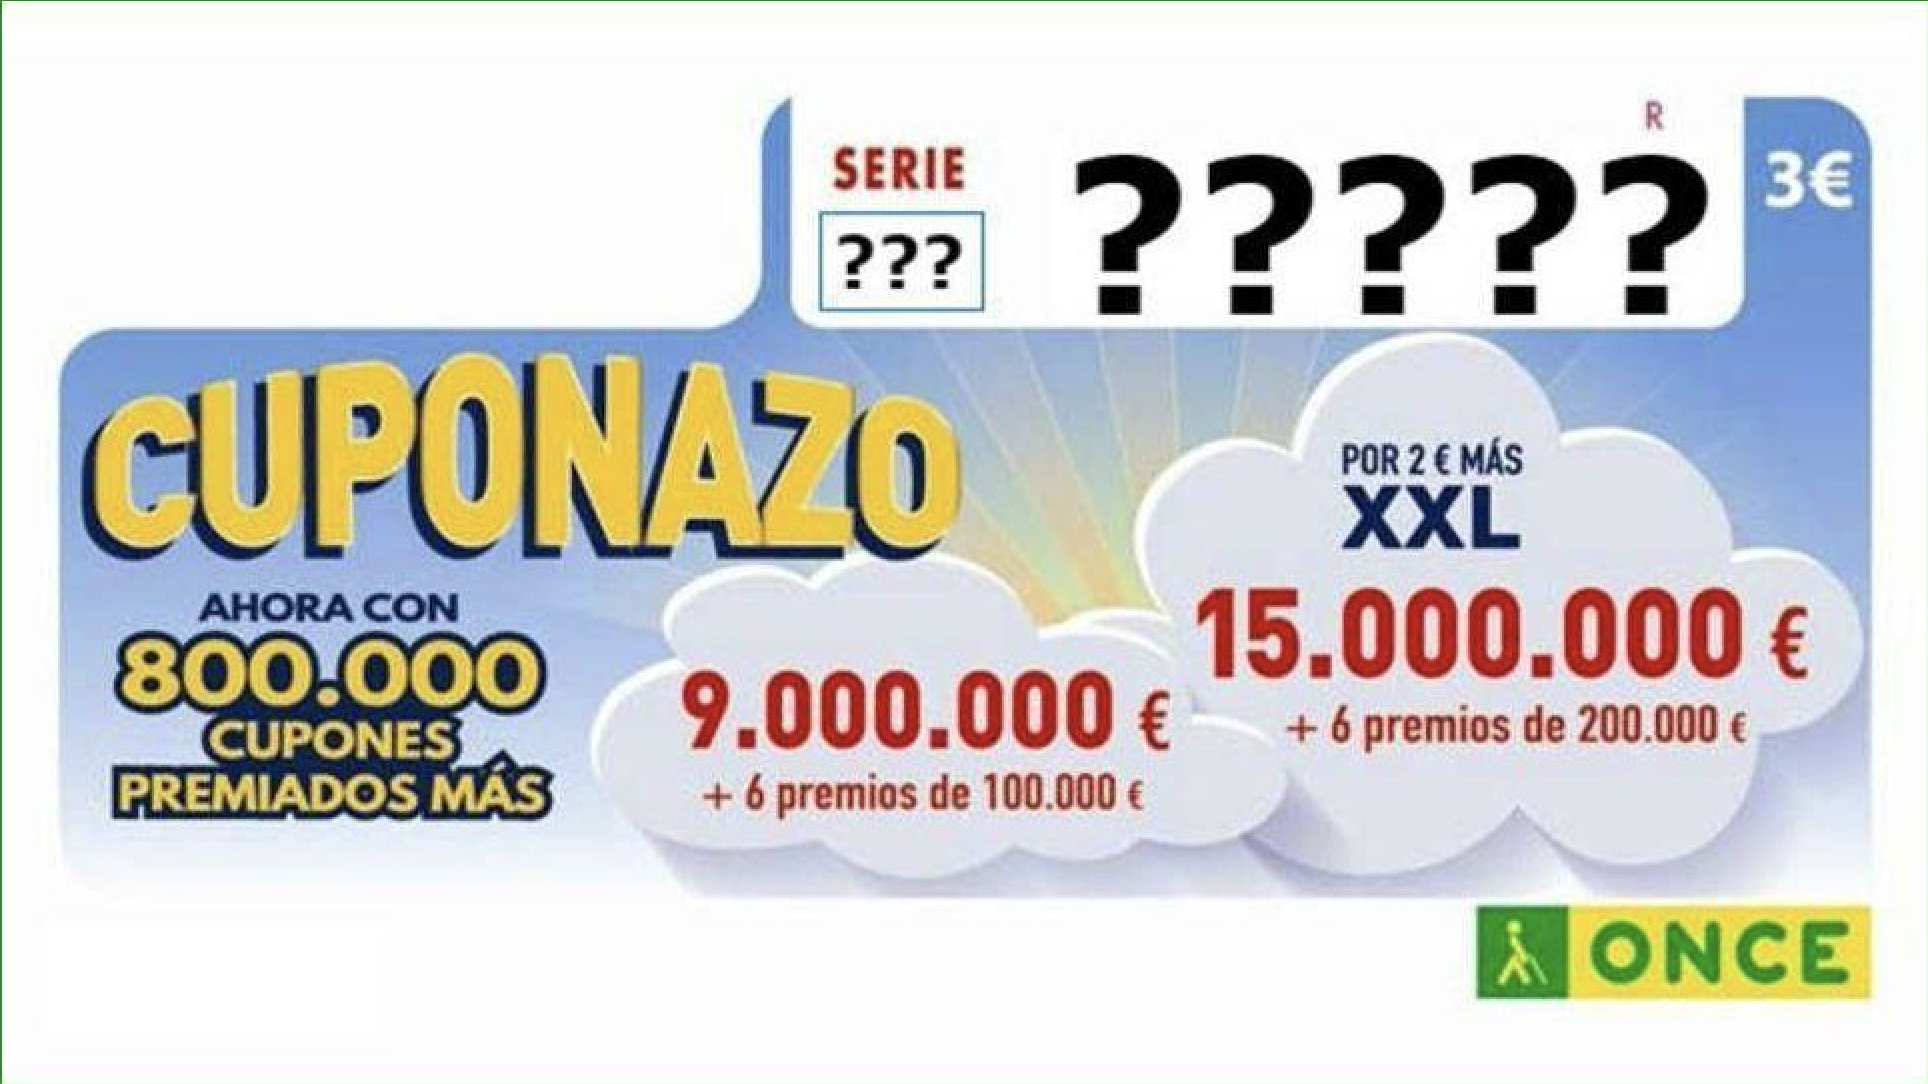 R
SERIE
???
?????
3€
CUPONAZO
AHORA CON
800.000
CUPONES
PREMIADOS MÁS
9.000.000 €
+ 6 premios de 100.000 €
POR 2 € MÁS
XXL
15.000.000 €
+ 6 premios de 200.000 €
ONCE